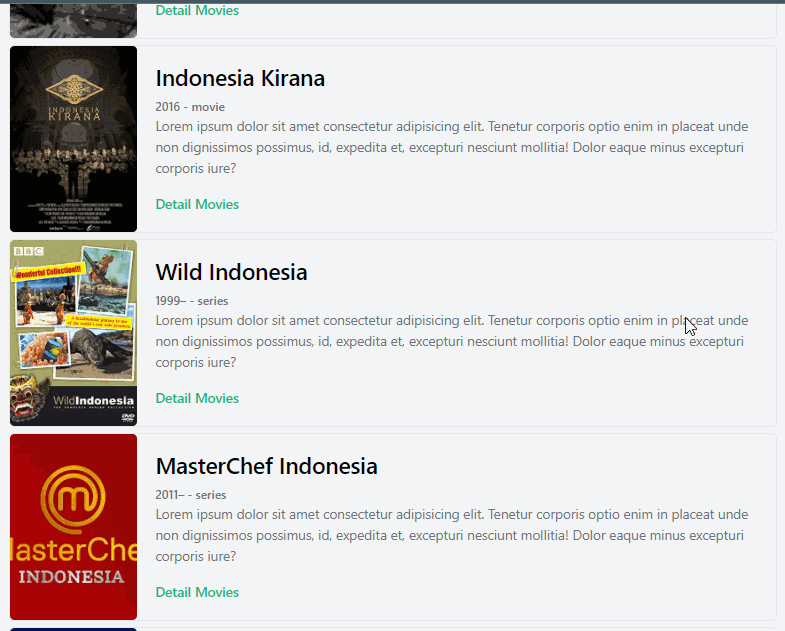 Detail Movies
INDONESIA
KIRANA
Indonesia Kirana
2016 - movie
Lorem ipsum dolor sit amet consectetur adipisicing elit. Tenetur corporis optio enim in placeat unde
non dignissimos possimus, id, expedita et, excepturi nesciunt mollitia! Dolor eaque minus excepturi
corporis iure?
Detail Movies
BBC
Wonderful Collection!!!
WildIndonesia
DVD
Wild Indonesia
1999– - series
Lorem ipsum dolor sit amet consectetur adipisicing elit. Tenetur corporis optio enim in placeat unde
non dignissimos possimus, id, expedita et, excepturi nesciunt mollitia! Dolor eaque minus excepturi
corporis iure?
Detail Movies
m
lasterChe
INDONESIA
MasterChef Indonesia
2011– - series
Lorem ipsum dolor sit amet consectetur adipisicing elit. Tenetur corporis optio enim in placeat unde
non dignissimos possimus, id, expedita et, excepturi nesciunt mollitia! Dolor eaque minus excepturi
corporis iure?
Detail Movies